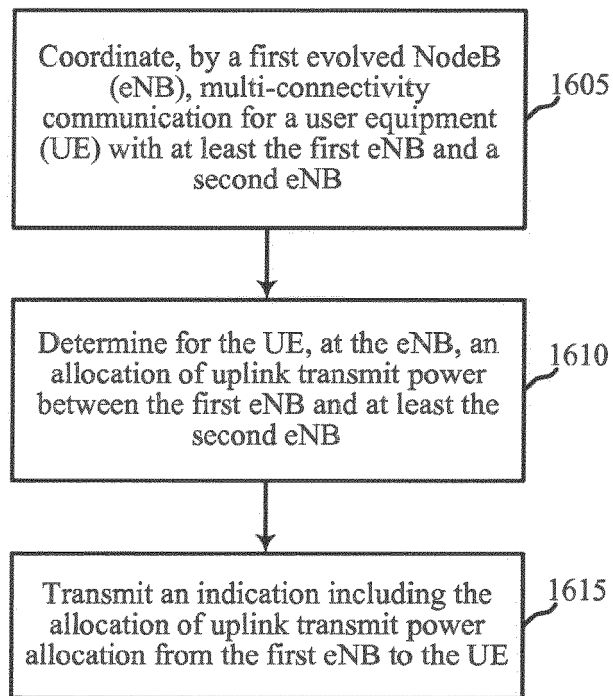 Coordinate, by a first evolved NodeB
(eNB), multi-connectivity
communication for a user equipment
(UE) with at least the first eNB and a
second eNB
1605
Determine for the UE, at the eNB, an
allocation of uplink transmit power
between the first eNB and at least the
second eNB
1610
Transmit an indication including the
allocation of uplink transmit power
allocation from the first eNB to the UE
1615